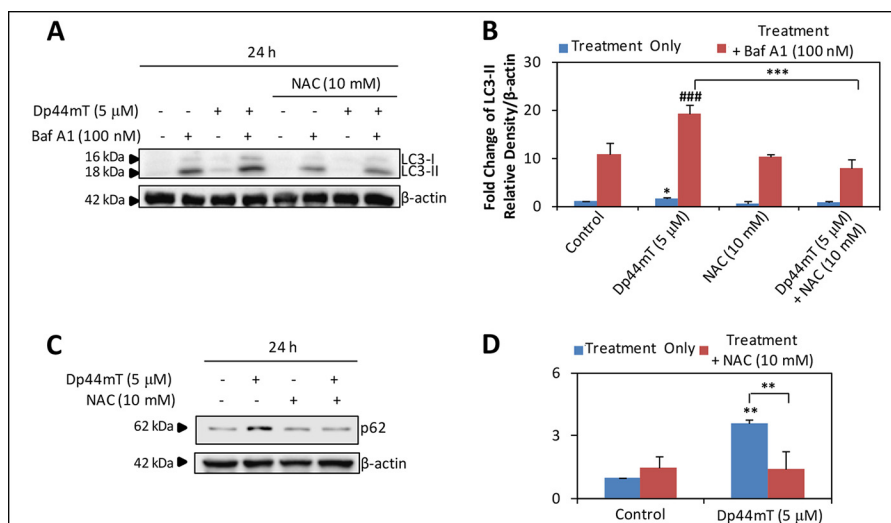 A
24 h
NAC (10 mM)
Dp44mT (5 μM) - - + + - - + +
Baf A1 (100 nM) - + - + - + - +
16 kDa LC3-I
18 kDa LC3-II
42 kDa β-actin
B
Treatment Only
Treatment
+ Baf A1 (100 nM)
Fold Change of LC3-II
Relative Density/β-actin
30
20
10
0
*
###
***
Control
Dp44mT (5 μM)
NAC (10 mM)
Dp44mT (5 μM)
+ NAC (10 mM)
C
24 h
Dp44mT (5 μM) - + - +
NAC (10 mM) - - + +
62 kDa p62
42 kDa β-actin
D
Treatment Only
Treatment
+ NAC (10 mM)
6
3
0
**
**
Control
Dp44mT (5 μM)